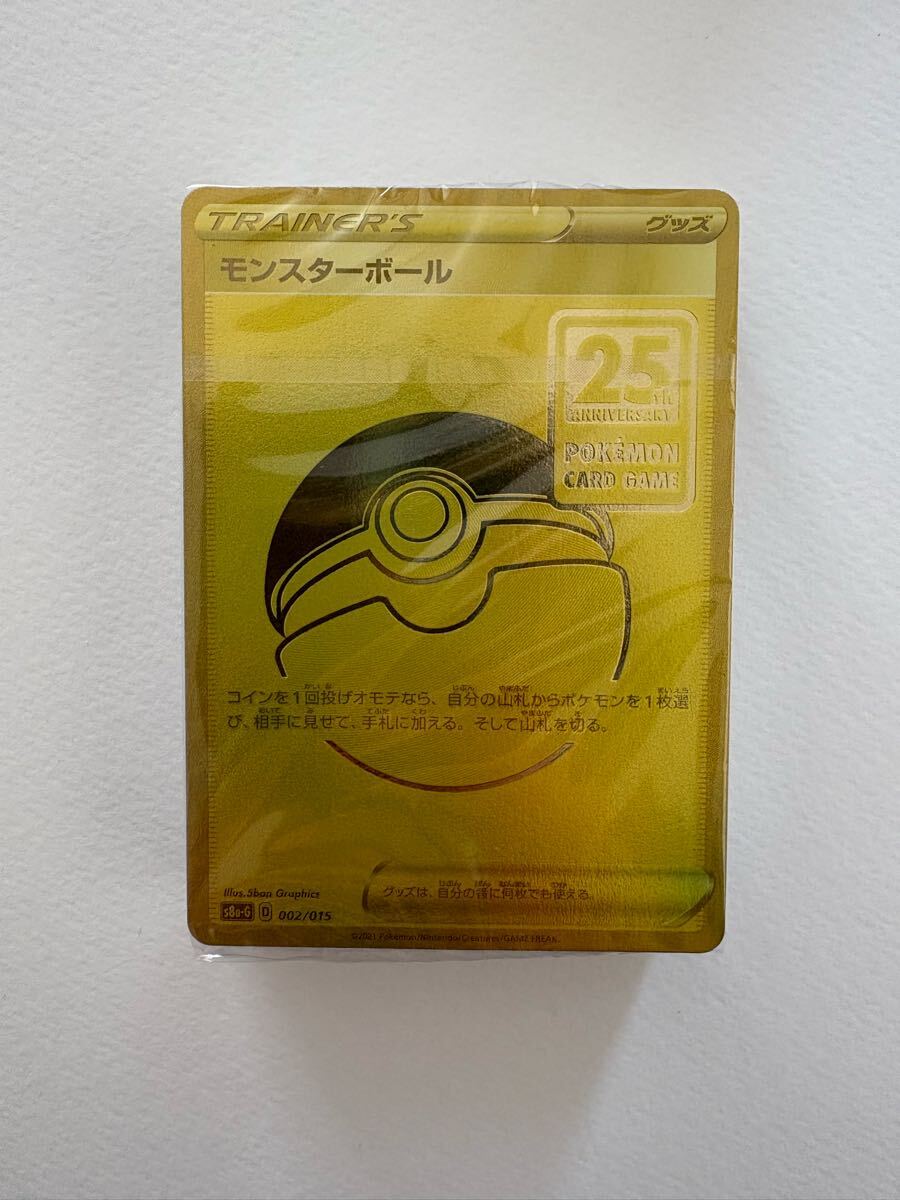 TRAINER'S グッズ
モンスターボール
25th
ANNIVERSARY
POKÉMON
CARD GAME
コインを1回投げオモテなら、自分の山札からポケモンを1枚選
び、相手に見せて、手札に加える。そして山札を切る。
Illus.5ban Graphics
グッズは、自分の番に何枚でも使える。
s8a-G D 002/015
©2021 Pokémon/Nintendo/Creatures/GAME FREAK.